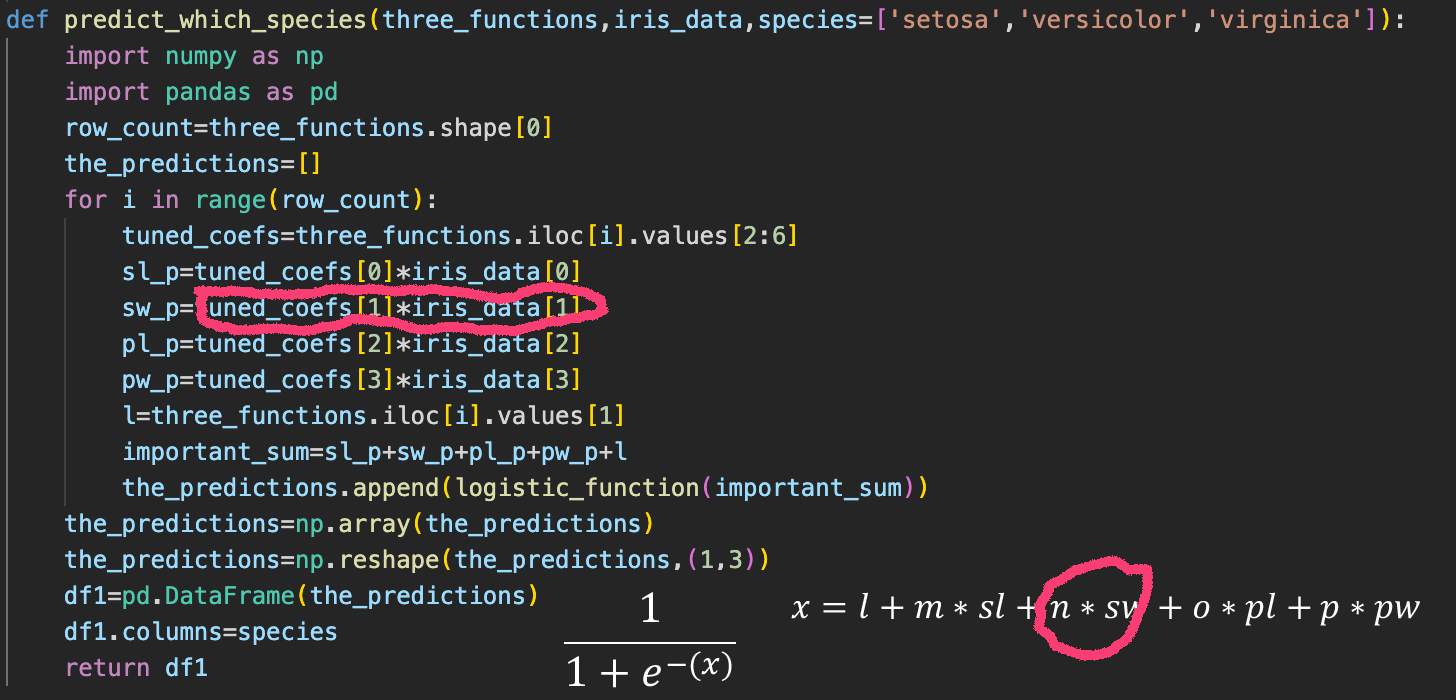 def predict_which_species(three_functions,iris_data,species=['setosa','versicolor','virginica']):
    import numpy as np
    import pandas as pd
    row_count=three_functions.shape[0]
    the_predictions=[]
    for i in range(row_count):
        tuned_coefs=three_functions.iloc[i].values[2:6]
        sl_p=tuned_coefs[0]*iris_data[0]
        sw_p=tuned_coefs[1]*iris_data[1]
        pl_p=tuned_coefs[2]*iris_data[2]
        pw_p=tuned_coefs[3]*iris_data[3]
        l=three_functions.iloc[i].values[1]
        important_sum=sl_p+sw_p+pl_p+pw_p+l
        the_predictions.append(logistic_function(important_sum))
    the_predictions=np.array(the_predictions)
    the_predictions=np.reshape(the_predictions,(1,3))
    df1=pd.DataFrame(the_predictions)
    df1.columns=species
    return df1
1
1 + e^−(x)
x = l + m * sl + n * sw + o * pl + p * pw